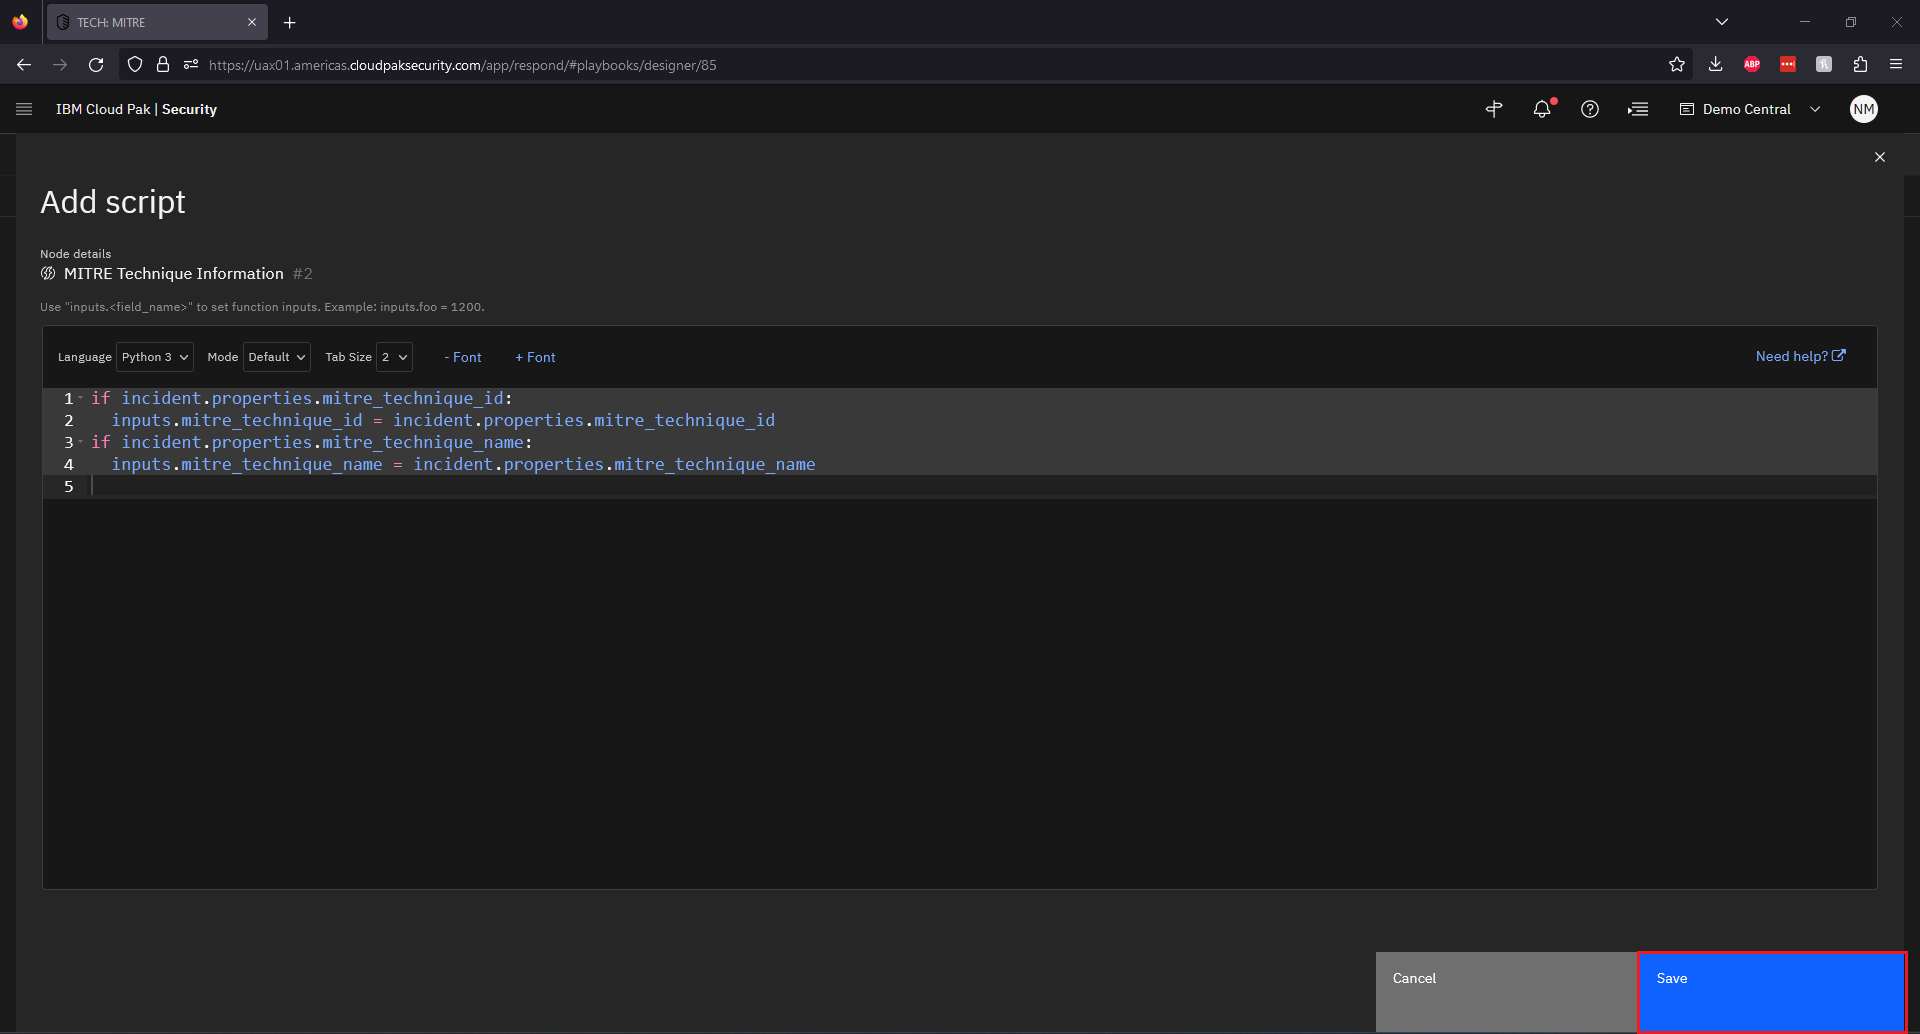 TECH: MITRE
https://uax01.americas.cloudpaksecurity.com/app/respond/#playbooks/designer/85
ABP
IBM Cloud Pak | Security
Demo Central
NM
Add script
Node details
MITRE Technique Information #2
Use "inputs.<field_name>" to set function inputs. Example: inputs.foo = 1200.
Language Python 3 Mode Default Tab Size 2 - Font + Font Need help?
1 if incident.properties.mitre_technique_id:
2 inputs.mitre_technique_id = incident.properties.mitre_technique_id
3 if incident.properties.mitre_technique_name:
4 inputs.mitre_technique_name = incident.properties.mitre_technique_name
5
Cancel
Save